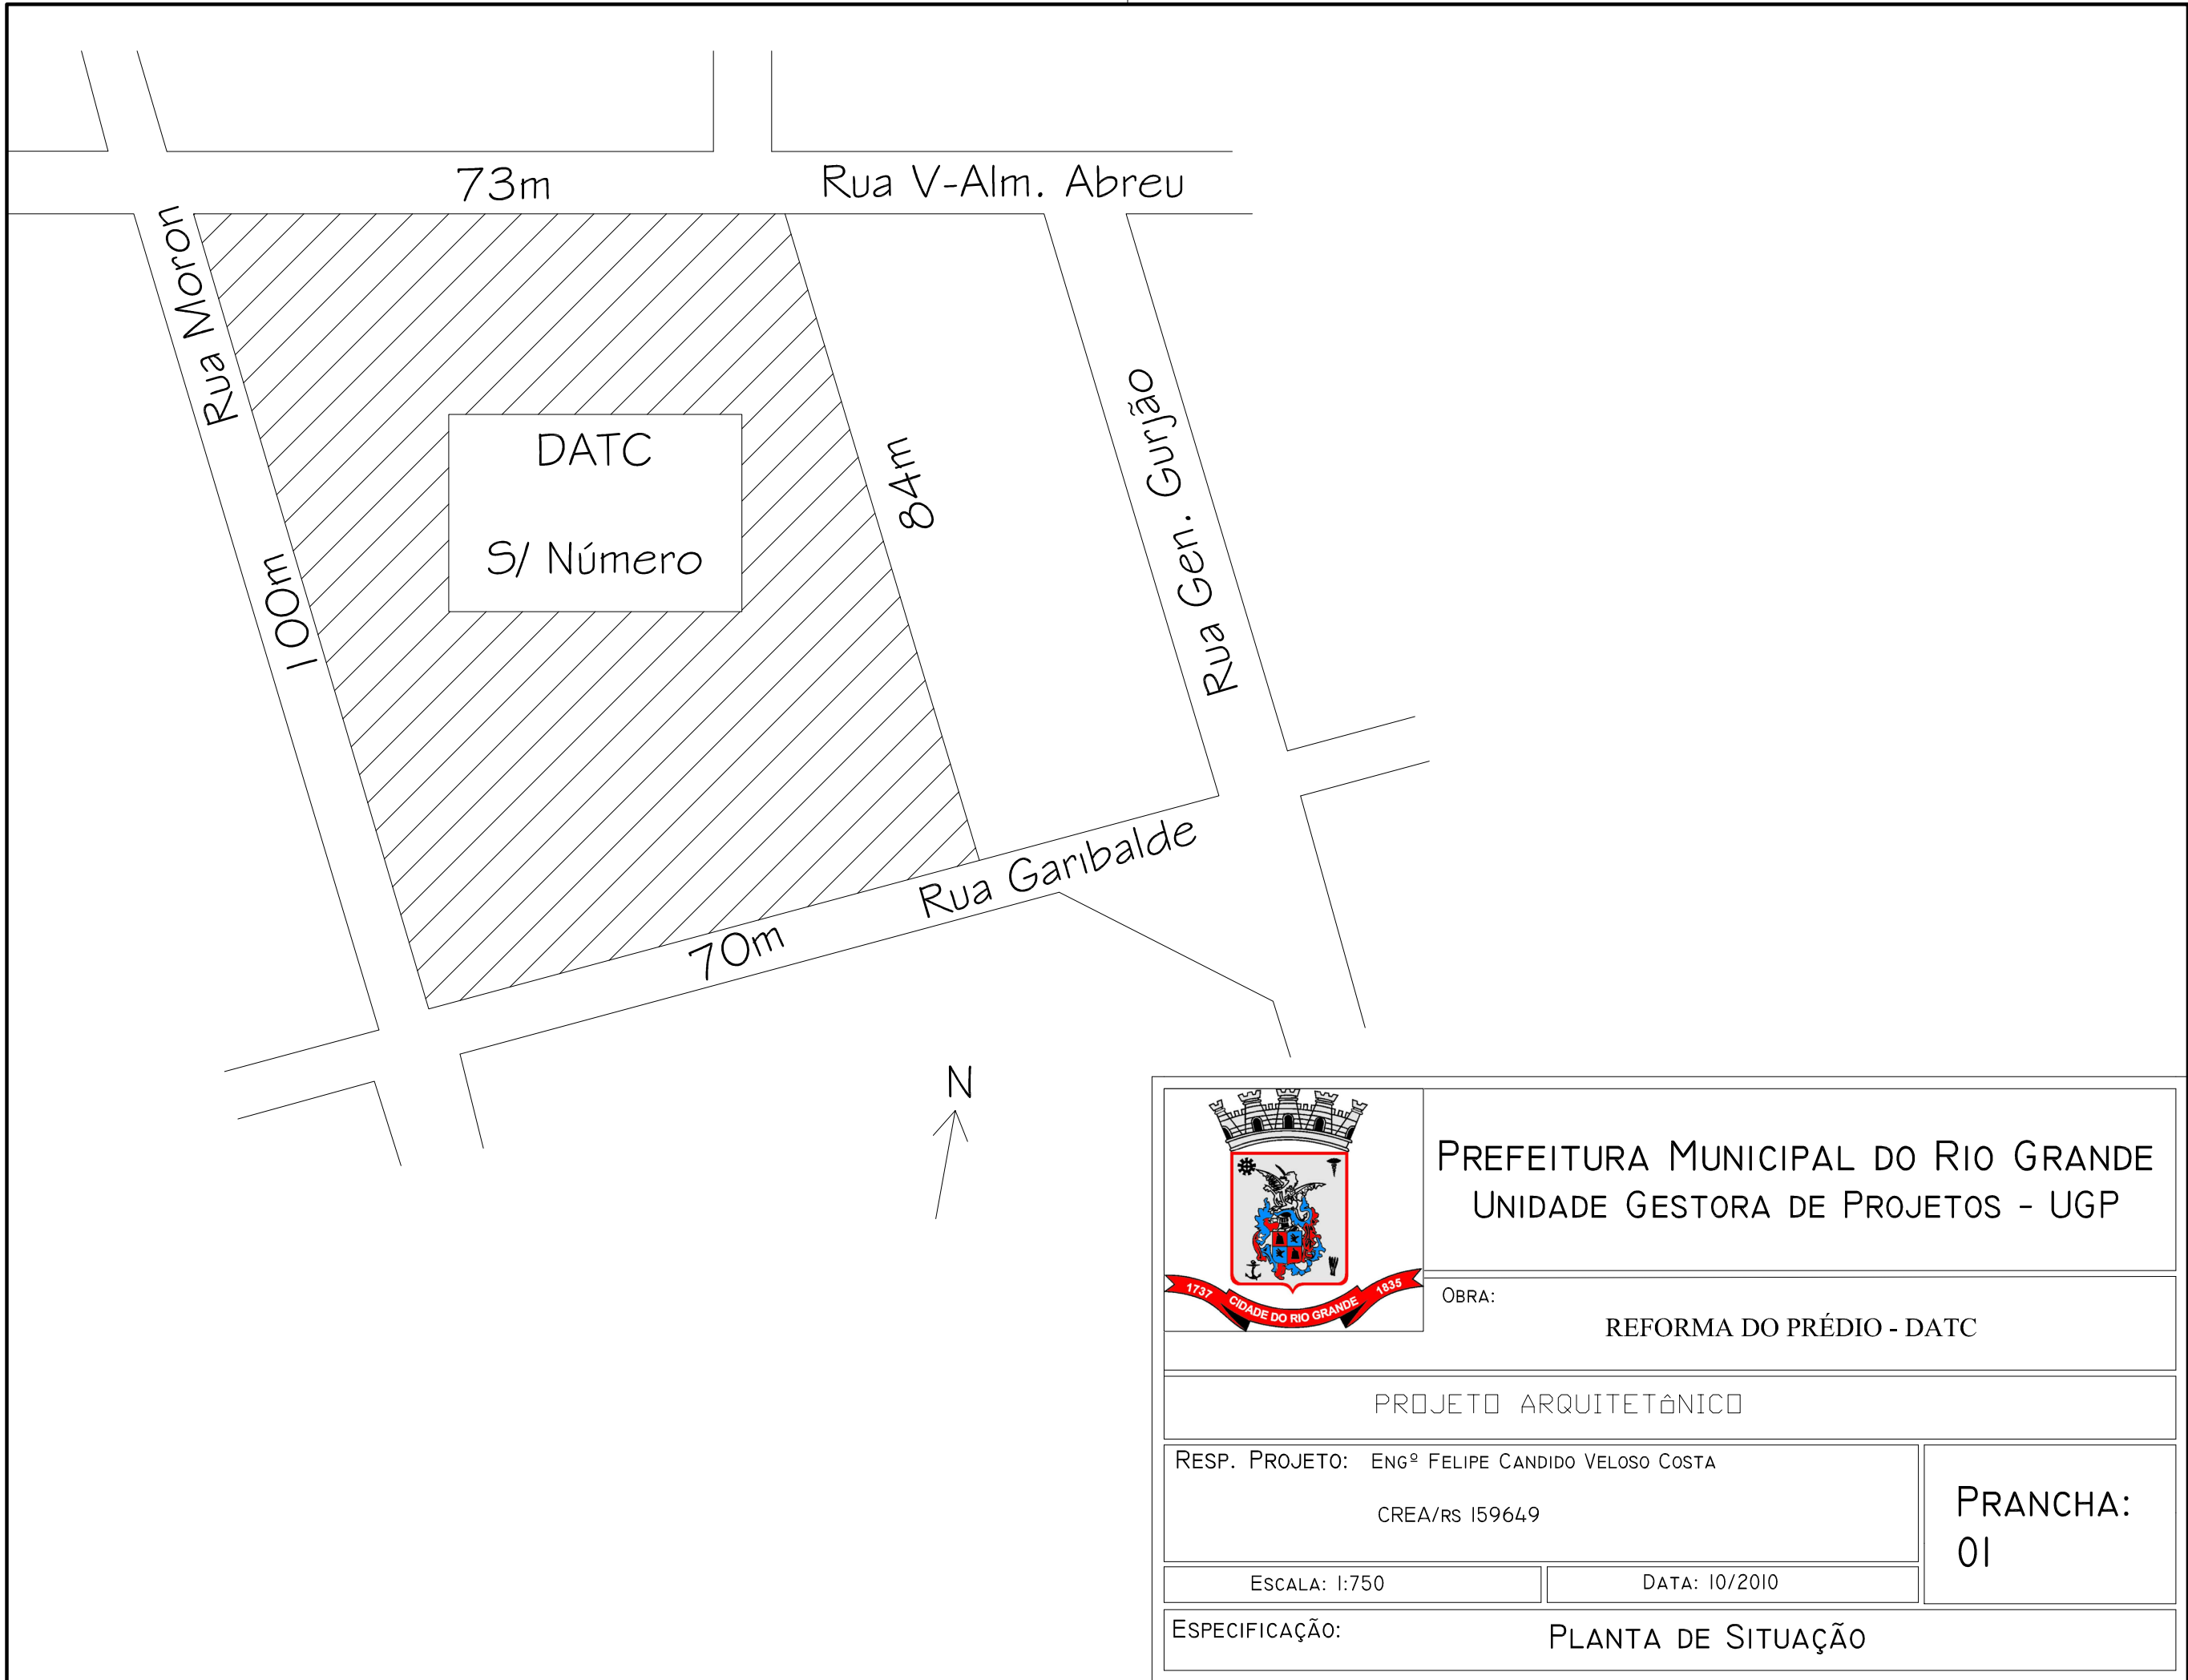 73m
Rua V-Alm. Abreu
Rua Moron
100m
DATC
S/ Número
84m
Rua Gen. Gurjão
Rua Garibalde
70m
N
1737 CIDADE DO RIO GRANDE 1835
PREFEITURA MUNICIPAL DO RIO GRANDE
UNIDADE GESTORA DE PROJETOS - UGP
OBRA:
REFORMA DO PRÉDIO - DATC
PROJETO ARQUITETôNICO
RESP. PROJETO: ENGº FELIPE CANDIDO VELOSO COSTA
CREA/RS 159649
PRANCHA:
01
ESCALA: 1:750
DATA: 10/2010
ESPECIFICAÇÃO:
PLANTA DE SITUAÇÃO